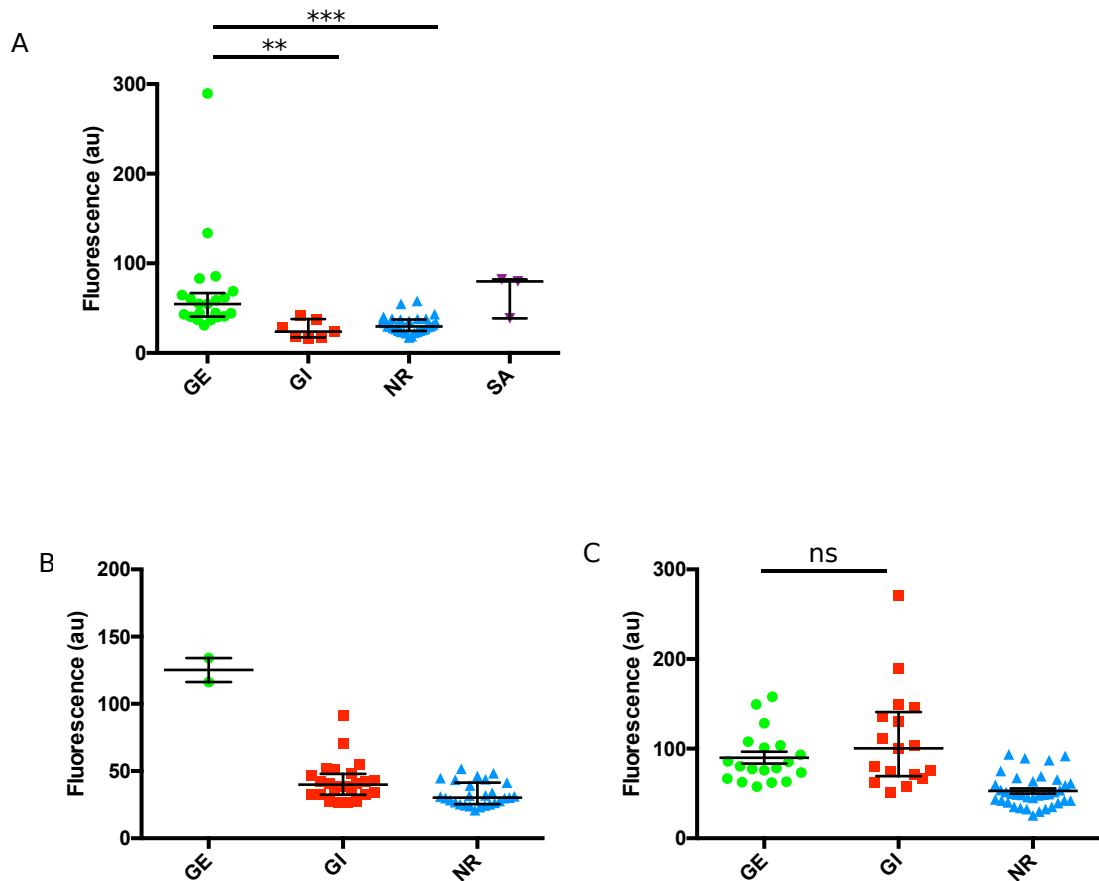 A
***
**
Fluorescence (au)
300
200
100
0
GE
GI
NR
SA
B
Fluorescence (au)
200
150
100
50
0
GE
GI
NR
C
ns
Fluorescence (au)
300
200
100
0
GE
GI
NR